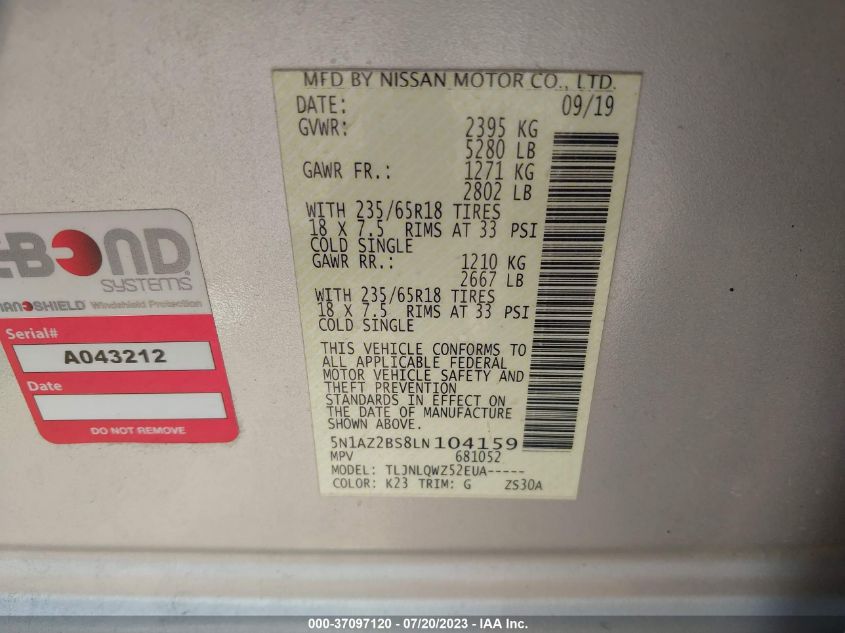 MFD BY NISSAN MOTOR CO., LTD.
DATE: 09/19
GVWR: 2395 KG
5280 LB
GAWR FR.: 1271 KG
2802 LB
WITH 235/65R18 TIRES
18 X 7.5 RIMS AT 33 PSI
COLD SINGLE
GAWR RR.: 1210 KG
2667 LB
WITH 235/65R18 TIRES
18 X 7.5 RIMS AT 33 PSI
COLD SINGLE
THIS VEHICLE CONFORMS TO
ALL APPLICABLE FEDERAL
MOTOR VEHICLE SAFETY AND
THEFT PREVENTION
STANDARDS IN EFFECT ON
THE DATE OF MANUFACTURE
SHOWN ABOVE.
5N1AZ2BS8LN104159
MPV 681052
MODEL: TLJNLQWZ52EUA-----
COLOR: K23 TRIM: G ZS30A
-BOND
SYSTEMS®
NANOSHIELD Windshield Protection
Serial#
A043212
Date
DO NOT REMOVE
000-37097120 - 07/20/2023 - IAA Inc.